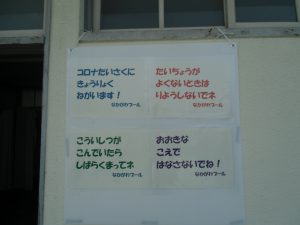 コロナたいさくに
きょうりょく
ねがいます！
なかがわプール
たいちょうが
よくないときは
りようしないでネ
なかがわプール
こういしつが
こんでいたら
しばらくまってネ
なかがわプール
おおきな
こえで
はなさないでね！
なかがわプール